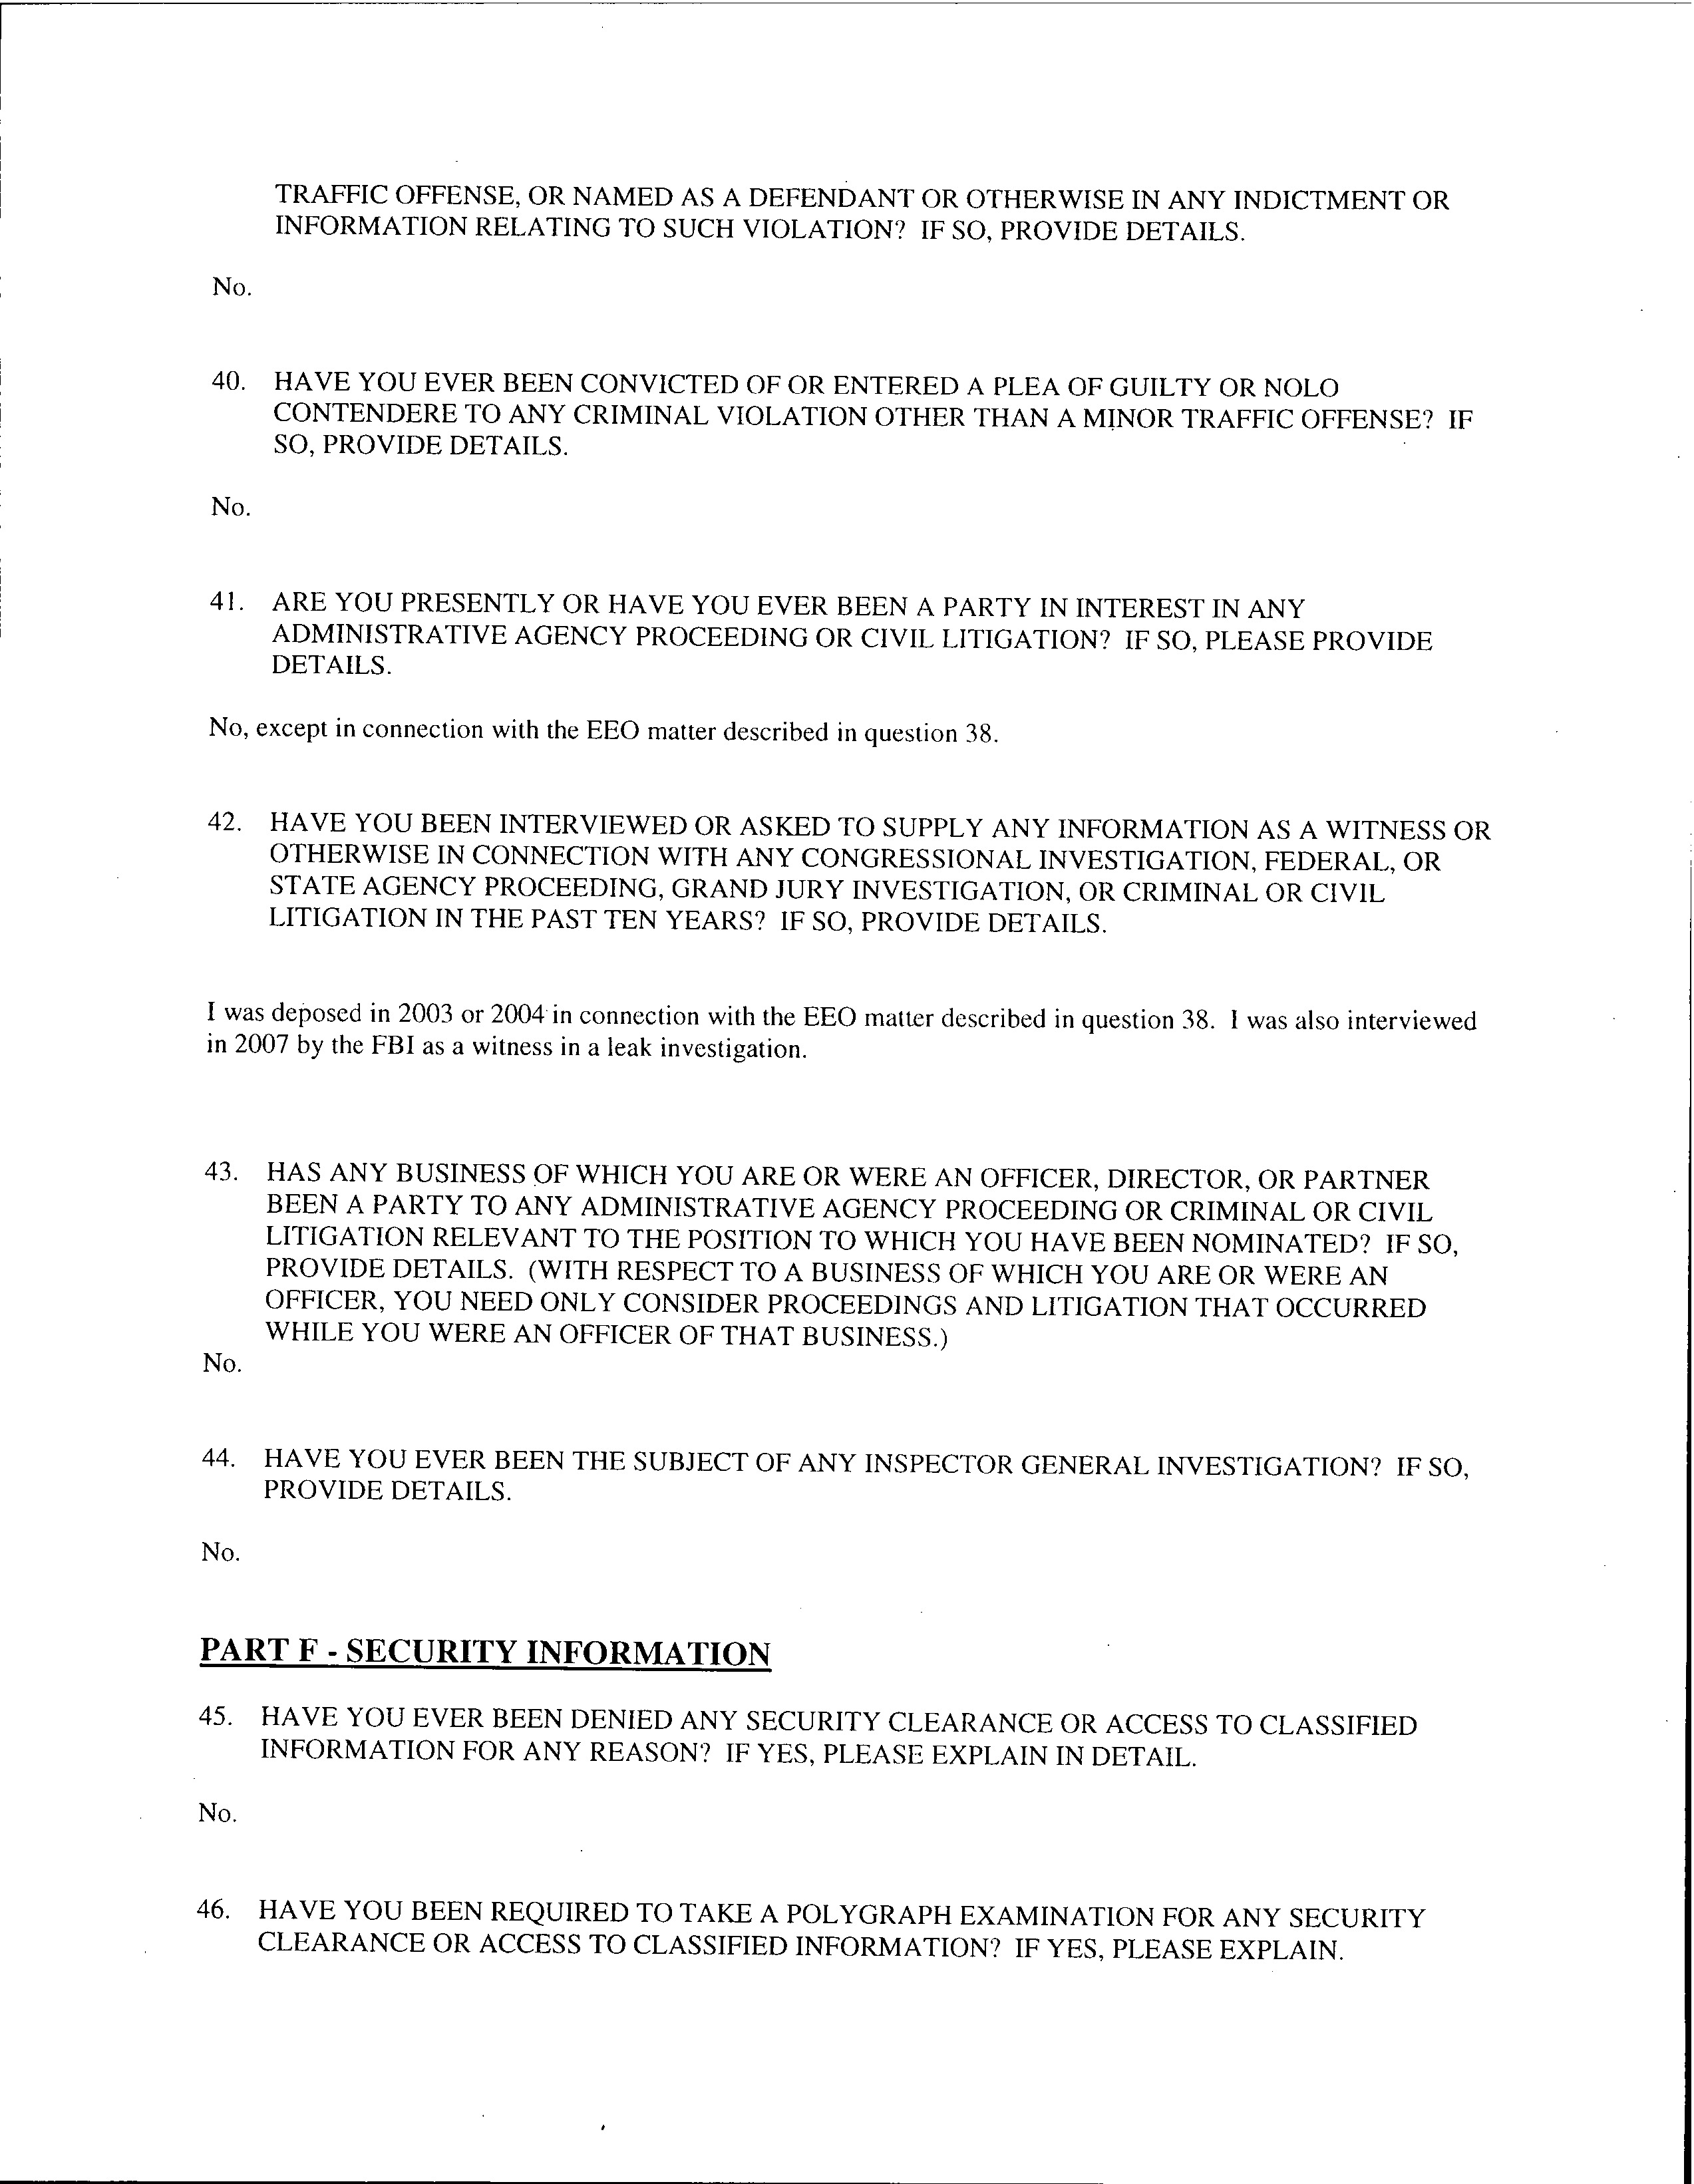 TRAFFIC OFFENSE, OR NAMED AS A DEFENDANT OR OTHERWISE IN ANY INDICTMENT OR
INFORMATION RELATING TO SUCH VIOLATION? IF SO, PROVIDE DETAILS.
No.
40. HAVE YOU EVER BEEN CONVICTED OF OR ENTERED A PLEA OF GUILTY OR NOLO
CONTENDERE TO ANY CRIMINAL VIOLATION OTHER THAN A MINOR TRAFFIC OFFENSE? IF
SO, PROVIDE DETAILS.
No.
41. ARE YOU PRESENTLY OR HAVE YOU EVER BEEN A PARTY IN INTEREST IN ANY
ADMINISTRATIVE AGENCY PROCEEDING OR CIVIL LITIGATION? IF SO, PLEASE PROVIDE
DETAILS.
No, except in connection with the EEO matter described in question 38.
42. HAVE YOU BEEN INTERVIEWED OR ASKED TO SUPPLY ANY INFORMATION AS A WITNESS OR
OTHERWISE IN CONNECTION WITH ANY CONGRESSIONAL INVESTIGATION, FEDERAL, OR
STATE AGENCY PROCEEDING, GRAND JURY INVESTIGATION, OR CRIMINAL OR CIVIL
LITIGATION IN THE PAST TEN YEARS? IF SO, PROVIDE DETAILS.
I was deposed in 2003 or 2004 in connection with the EEO matter described in question 38. I was also interviewed
in 2007 by the FBI as a witness in a leak investigation.
43. HAS ANY BUSINESS OF WHICH YOU ARE OR WERE AN OFFICER, DIRECTOR, OR PARTNER
BEEN A PARTY TO ANY ADMINISTRATIVE AGENCY PROCEEDING OR CRIMINAL OR CIVIL
LITIGATION RELEVANT TO THE POSITION TO WHICH YOU HAVE BEEN NOMINATED? IF SO,
PROVIDE DETAILS. (WITH RESPECT TO A BUSINESS OF WHICH YOU ARE OR WERE AN
OFFICER, YOU NEED ONLY CONSIDER PROCEEDINGS AND LITIGATION THAT OCCURRED
WHILE YOU WERE AN OFFICER OF THAT BUSINESS.)
No.
44. HAVE YOU EVER BEEN THE SUBJECT OF ANY INSPECTOR GENERAL INVESTIGATION? IF SO,
PROVIDE DETAILS.
No.
PART F - SECURITY INFORMATION
45. HAVE YOU EVER BEEN DENIED ANY SECURITY CLEARANCE OR ACCESS TO CLASSIFIED
INFORMATION FOR ANY REASON? IF YES, PLEASE EXPLAIN IN DETAIL.
No.
46. HAVE YOU BEEN REQUIRED TO TAKE A POLYGRAPH EXAMINATION FOR ANY SECURITY
CLEARANCE OR ACCESS TO CLASSIFIED INFORMATION? IF YES, PLEASE EXPLAIN.